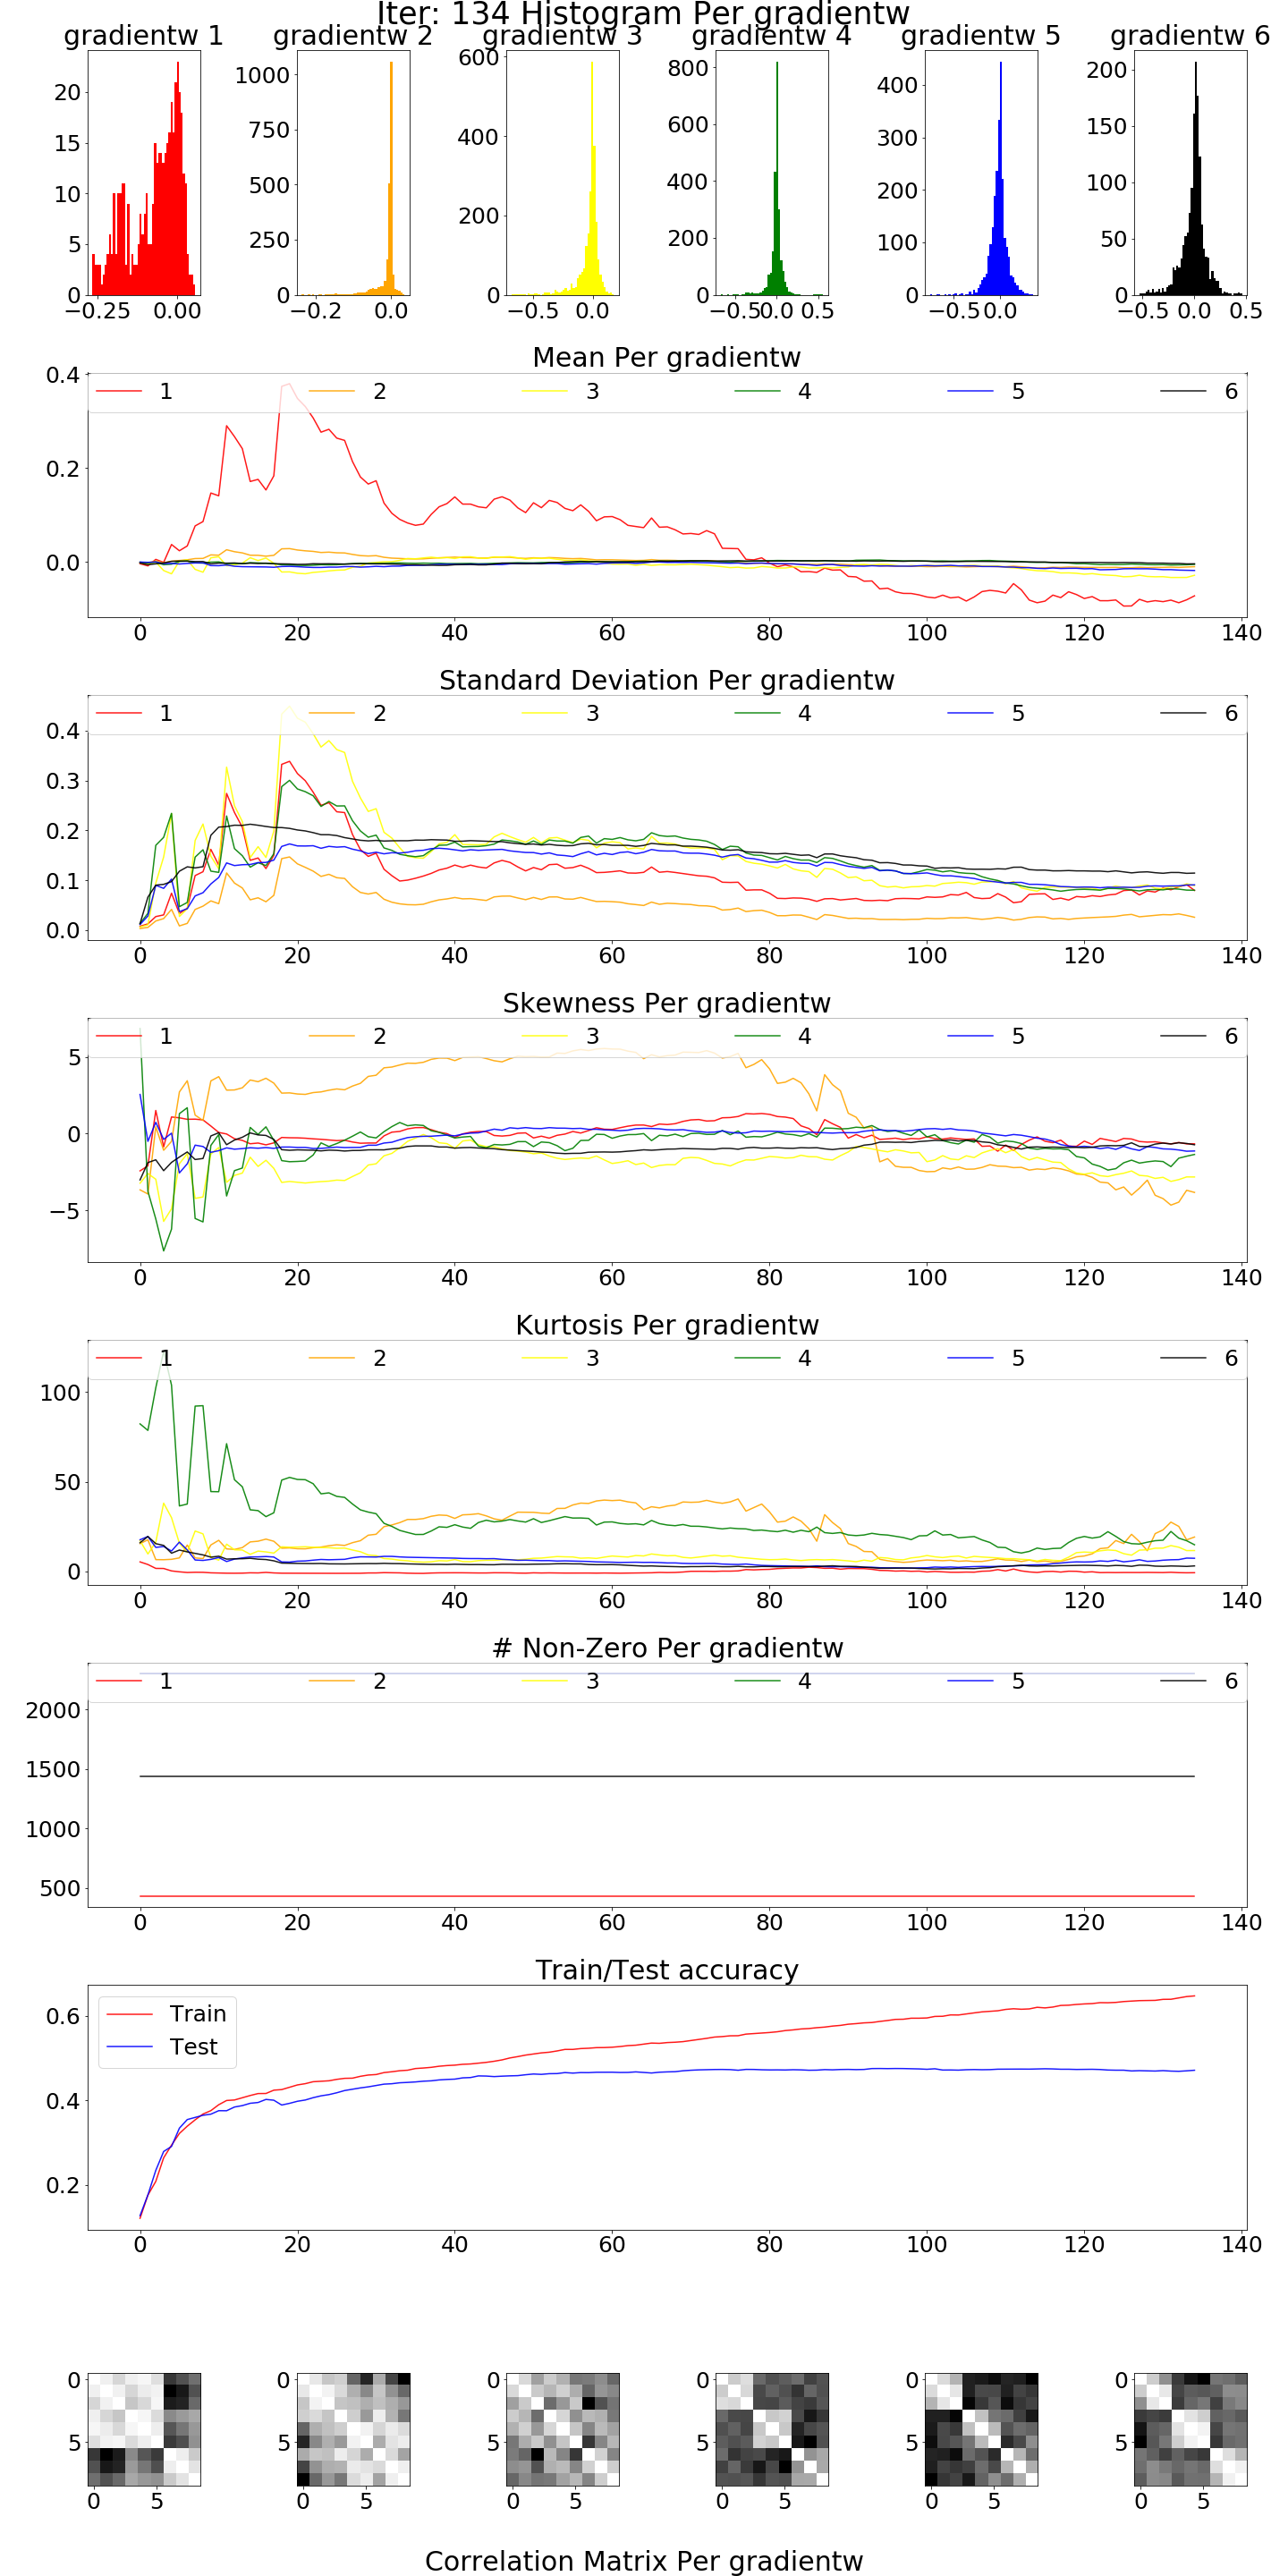 Iter: 134 Histogram Per gradientw
gradientw 1 gradientw 2 gradientw 3 gradientw 4 gradientw 5 gradientw 6
20 15 10 5 0
−0.25 0.00
1000 750 500 250 0
−0.2 0.0
600 400 200 0
−0.5 0.0
800 600 400 200 0
−0.5 0.0 0.5
400 300 200 100 0
−0.5 0.0
200 150 100 50 0
−0.5 0.0 0.5
Mean Per gradientw
1 2 3 4 5 6
0.4
0.2
0.0
0 20 40 60 80 100 120 140
Standard Deviation Per gradientw
1 2 3 4 5 6
0.4
0.3
0.2
0.1
0.0
0 20 40 60 80 100 120 140
Skewness Per gradientw
1 2 3 4 5 6
5
0
−5
0 20 40 60 80 100 120 140
Kurtosis Per gradientw
1 2 3 4 5 6
100
50
0
0 20 40 60 80 100 120 140
# Non-Zero Per gradientw
1 2 3 4 5 6
2000
1500
1000
500
0 20 40 60 80 100 120 140
Train/Test accuracy
Train
Test
0.6
0.4
0.2
0 20 40 60 80 100 120 140
0 0 0 0 0 0
5 5 5 5 5 5
0 5 0 5 0 5 0 5 0 5 0 5
Correlation Matrix Per gradientw